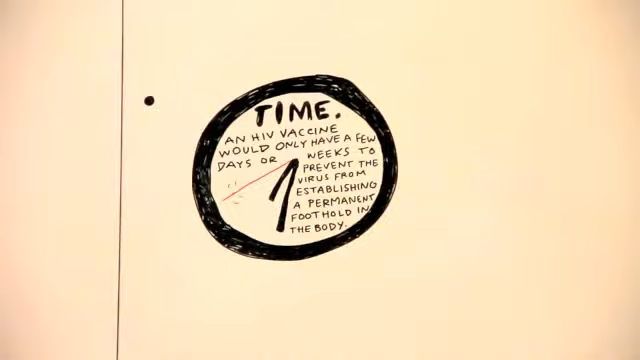 TIME.
AN HIV VACCINE
WOULD ONLY HAVE A FEW
DAYS OR WEEKS TO
PREVENT THE
VIRUS FROM
ESTABLISHING
A PERMANENT
FOOTHOLD IN
THE BODY.